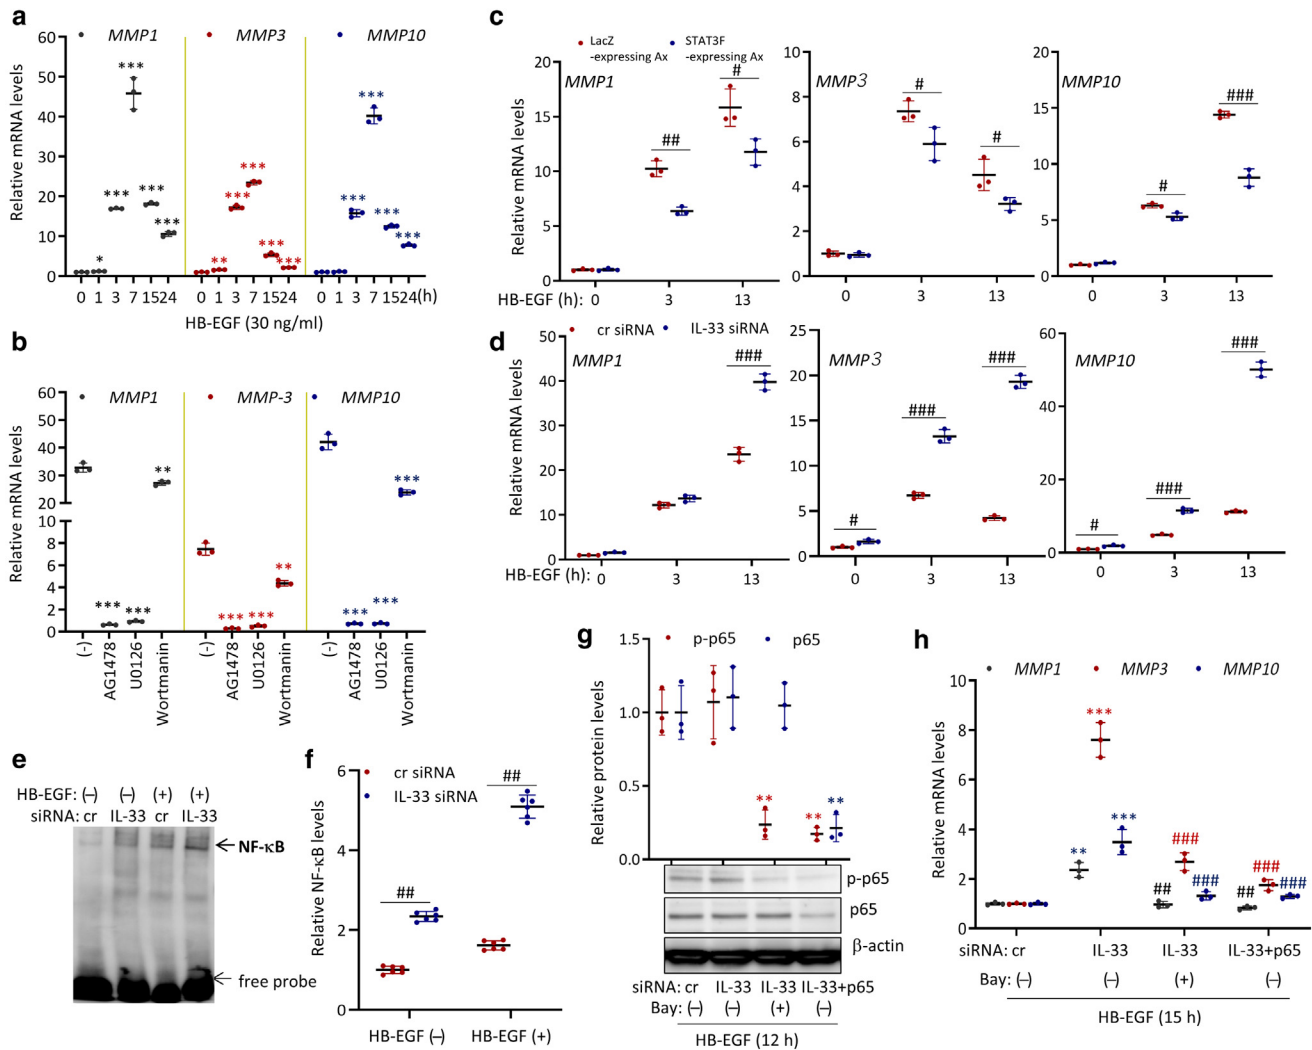 a
MMP1 MMP3 MMP10
Relative mRNA levels
60
50
40
30
20
10
0
*** *** *** *** *
*** *** ** *** ***
*** *** *** ***
0 1 3 7 1524 0 1 3 7 1524 0 1 3 7 1524(h)
HB-EGF (30 ng/ml)
b
MMP1 MMP-3 MMP10
Relative mRNA levels
60
50
40
30
20
10
8
6
4
2
0
*** *** **
*** *** **
*** *** ***
(-) AG1478 U0126 Wortmanin
(-) AG1478 U0126 Wortmanin
(-) AG1478 U0126 Wortmanin
c
LacZ -expressing Ax
STAT3F -expressing Ax
Relative mRNA levels
MMP1
20
15
10
5
0
## #
MMP3
10
8
6
4
2
0
# #
MMP10
20
15
10
5
0
# ###
HB-EGF (h): 0 3 13 0 3 13 0 3 13
d
cr siRNA IL-33 siRNA
Relative mRNA levels
MMP1
50
40
30
20
10
0
###
MMP3
25
20
15
10
5
0
# ### ###
MMP10
60
40
20
0
# ### ###
HB-EGF (h): 0 3 13 0 3 13 0 3 13
e
HB-EGF: (–) (–) (+) (+)
siRNA: cr IL-33 cr IL-33
NF-κB
free probe
f
cr siRNA
IL-33 siRNA
Relative NF-κB levels
6
4
2
0
## ##
HB-EGF (–) HB-EGF (+)
g
p-p65 p65
Relative protein levels
1.5
1.0
0.5
0.0
** ** **
p-p65
p65
β-actin
siRNA: cr IL-33 IL-33 IL-33+p65
Bay: (–) (–) (+) (–)
HB-EGF (12 h)
h
MMP1 MMP3 MMP10
Relative mRNA levels
10
8
6
4
2
0
** *** ***
## ### ###
## ### ###
siRNA: cr IL-33 IL-33 IL-33+p65
Bay: (–) (–) (+) (–)
HB-EGF (15 h)